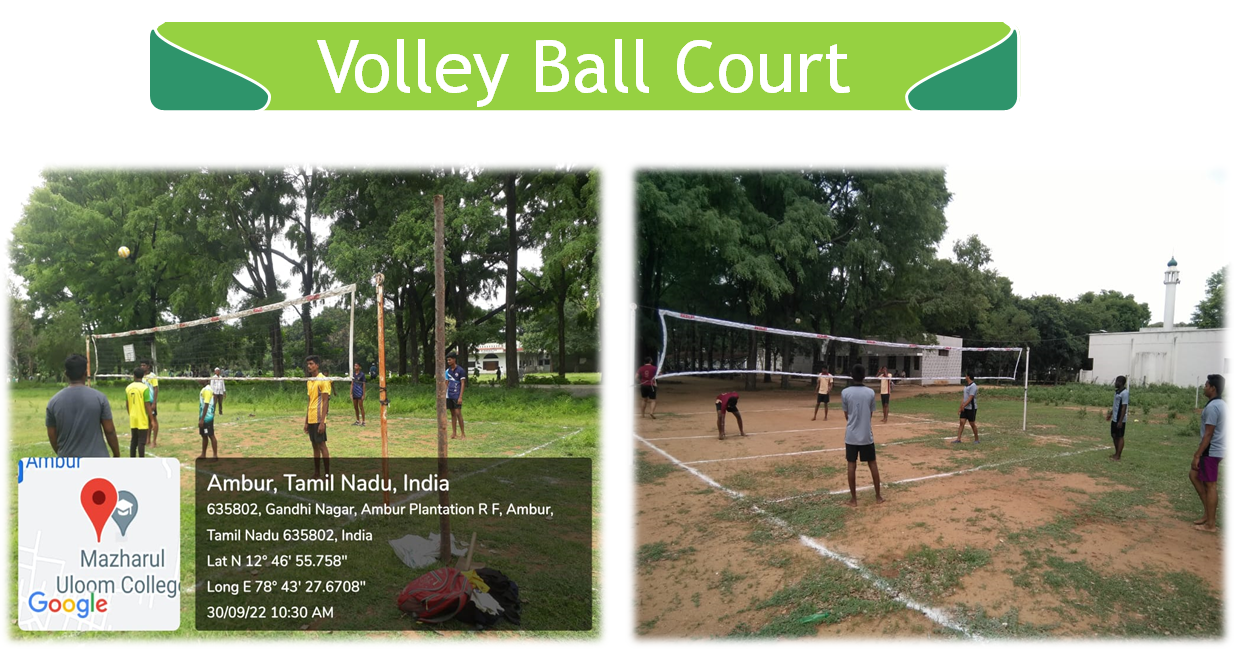 Volley Ball Court
Ambur
Mazharul
Uloom College
Google
Ambur, Tamil Nadu, India
635802, Gandhi Nagar, Ambur Plantation R F, Ambur,
Tamil Nadu 635802, India
Lat N 12° 46' 55.758"
Long E 78° 43' 27.6708"
30/09/22 10:30 AM